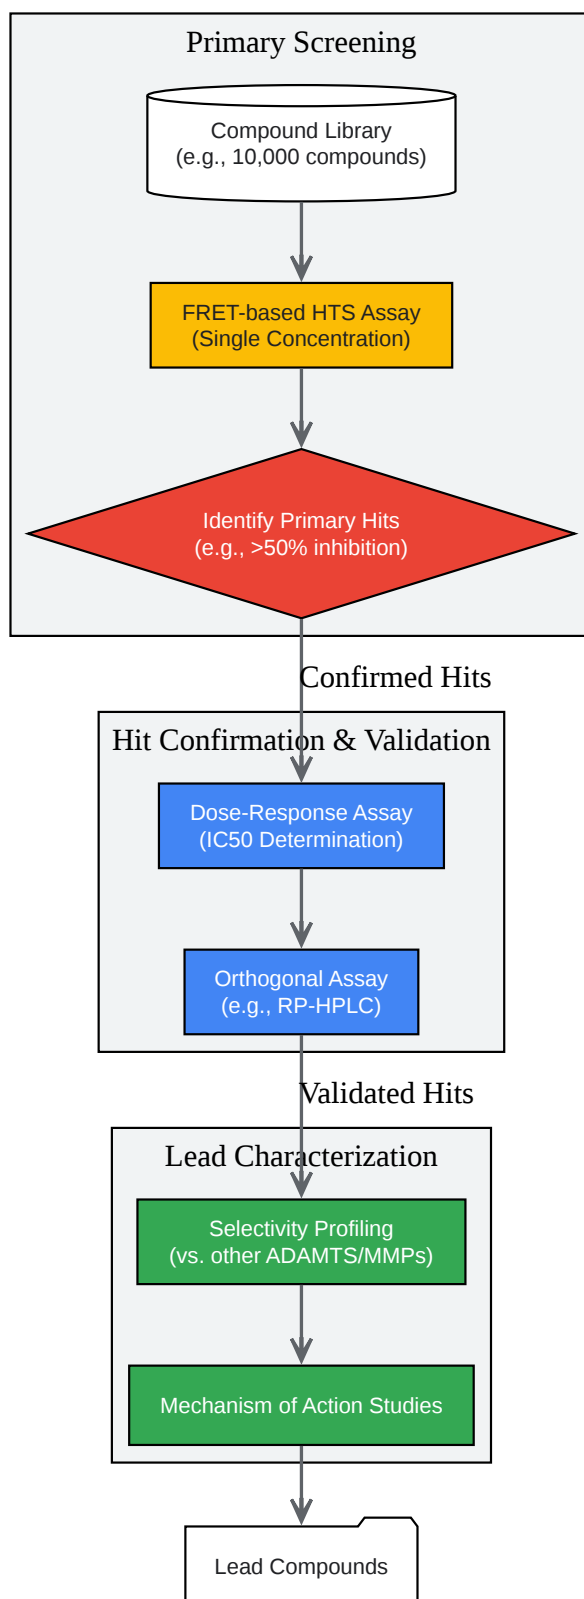 Primary Screening
Compound Library
(e.g., 10,000 compounds)
FRET-based HTS Assay
(Single Concentration)
Identify Primary Hits
(e.g., >50% inhibition)
Confirmed Hits
Hit Confirmation & Validation
Dose-Response Assay
(IC50 Determination)
Orthogonal Assay
(e.g., RP-HPLC)
Validated Hits
Lead Characterization
Selectivity Profiling
(vs. other ADAMTS/MMPs)
Mechanism of Action Studies
Lead Compounds